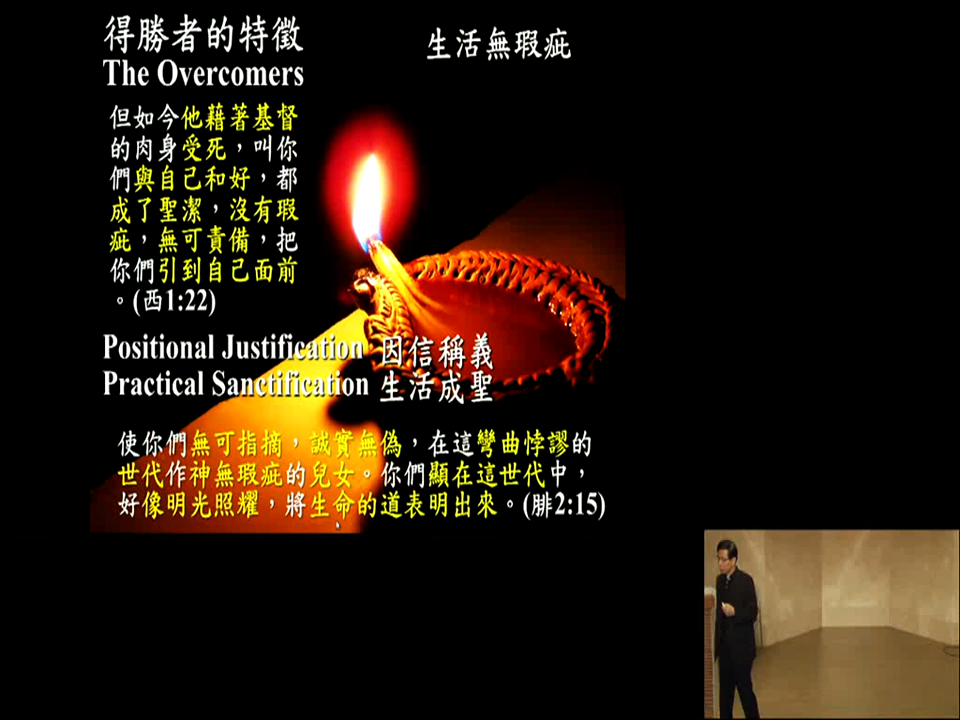 得勝者的特徵
The Overcomers
生活無瑕疵
但如今他藉著基督
的肉身受死，叫你
們與自己和好，都
成了聖潔，沒有瑕
疵，無可責備，把
你們引到自己面前
。(西1:22)
Positional Justification 因信稱義
Practical Sanctification 生活成聖
使你們無可指摘，誠實無偽，在這彎曲悖謬的
世代作神無瑕疵的兒女。你們顯在這世代中，
好像明光照耀，將生命的道表明出來。(腓2:15)